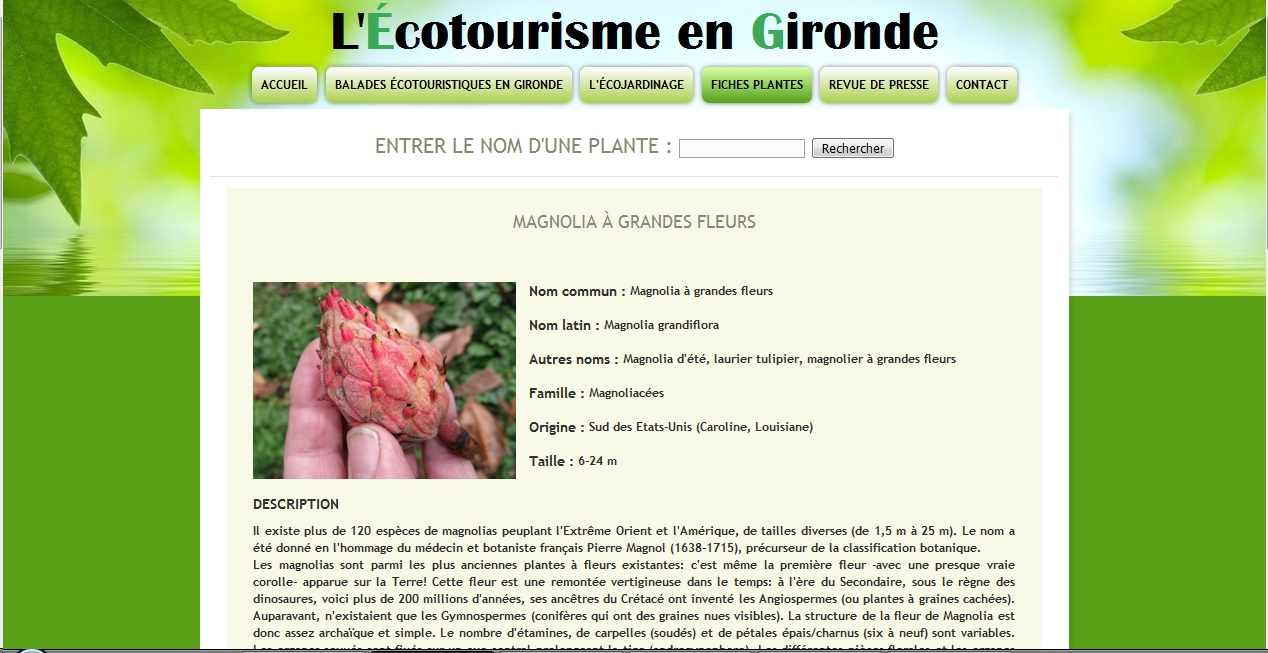 L'Écotourisme en Gironde
ACCUEIL
BALADES ÉCOTOURISTIQUES EN GIRONDE
L'ÉCOJARDINAGE
FICHES PLANTES
REVUE DE PRESSE
CONTACT
ENTRER LE NOM D'UNE PLANTE :
Rechercher
MAGNOLIA À GRANDES FLEURS
Nom commun : Magnolia à grandes fleurs
Nom latin : Magnolia grandiflora
Autres noms : Magnolia d'été, laurier tulipier, magnolier à grandes fleurs
Famille : Magnoliacées
Origine : Sud des Etats-Unis (Caroline, Louisiane)
Taille : 6-24 m
DESCRIPTION
Il existe plus de 120 espèces de magnolias peuplant l'Extrême Orient et l'Amérique, de tailles diverses (de 1,5 m à 25 m). Le nom a
été donné en l'hommage du médecin et botaniste français Pierre Magnol (1638-1715), précurseur de la classification botanique.
Les magnolias sont parmi les plus anciennes plantes à fleurs existantes: c'est même la première fleur -avec une presque vraie
corolle- apparue sur la Terre! Cette fleur est une remontée vertigineuse dans le temps: à l'ère du Secondaire, sous le règne des
dinosaures, voici plus de 200 millions d'années, ses ancêtres du Crétacé ont inventé les Angiospermes (ou plantes à graines cachées).
Auparavant, n'existaient que les Gymnospermes (conifères qui ont des graines nues visibles). La structure de la fleur de Magnolia est
donc assez archaïque et simple. Le nombre d'étamines, de carpelles (soudés) et de pétales épais/charnus (six à neuf) sont variables.